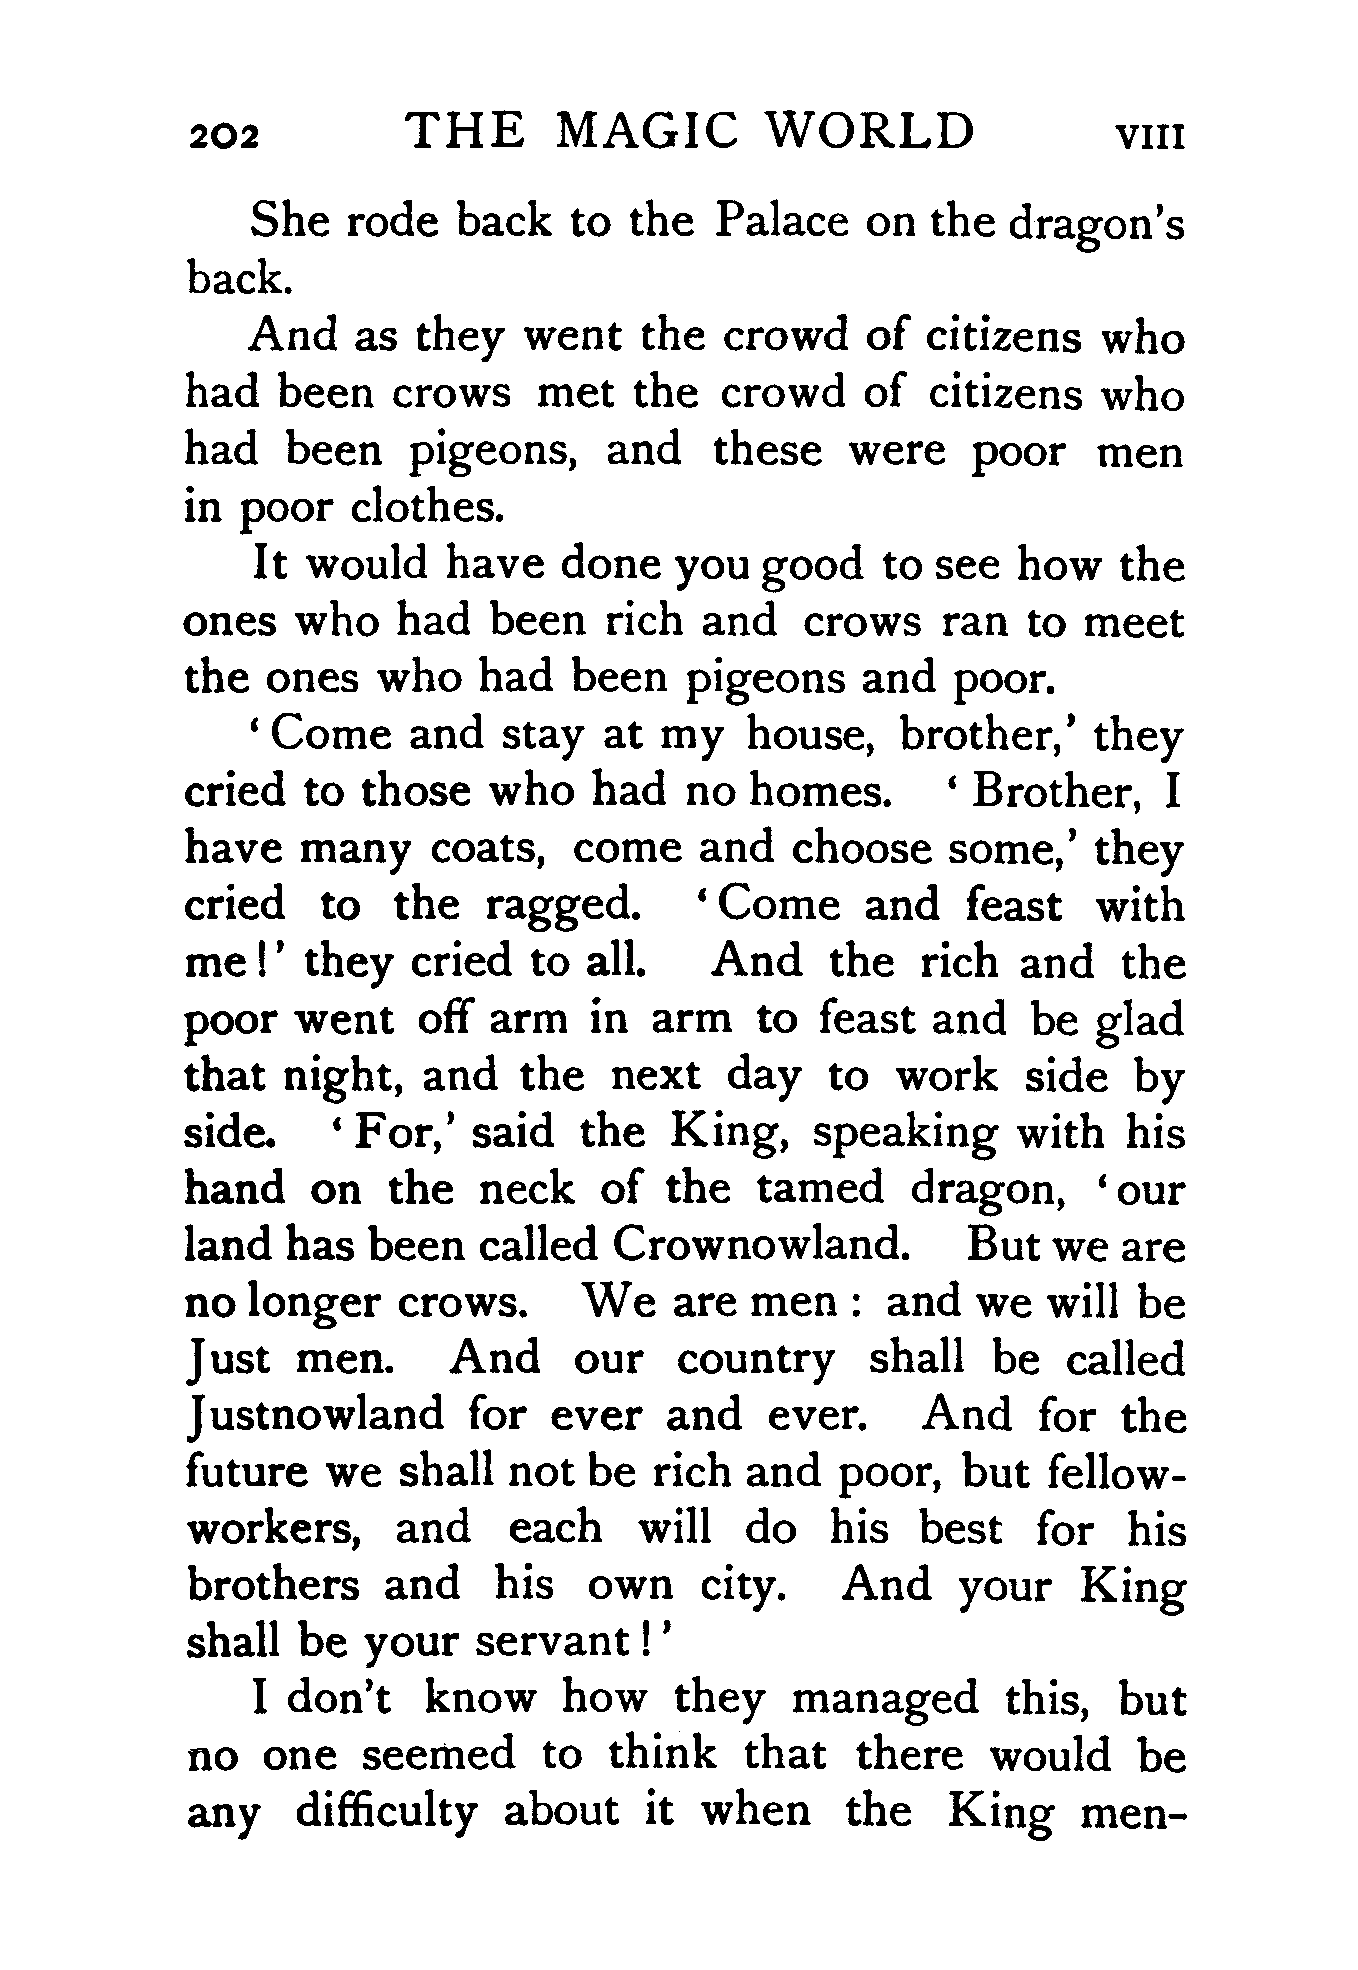 202 THE MAGIC WORLD VIII
She rode back to the Palace on the dragon's
back.
And as they went the crowd of citizens who
had been crows met the crowd of citizens who
had been pigeons, and these were poor men
in poor clothes.
It would have done you good to see how the
ones who had been rich and crows ran to meet
the ones who had been pigeons and poor.
‘ Come and stay at my house, brother,’ they
cried to those who had no homes. ‘ Brother, I
have many coats, come and choose some,’ they
cried to the ragged. ‘ Come and feast with
me !’ they cried to all. And the rich and the
poor went off arm in arm to feast and be glad
that night, and the next day to work side by
side. ‘ For,’ said the King, speaking with his
hand on the neck of the tamed dragon, ‘ our
land has been called Crownowland. But we are
no longer crows. We are men : and we will be
Just men. And our country shall be called
Justnowland for ever and ever. And for the
future we shall not be rich and poor, but fellow-
workers, and each will do his best for his
brothers and his own city. And your King
shall be your servant !’
I don't know how they managed this, but
no one seemed to think that there would be
any difficulty about it when the King men-